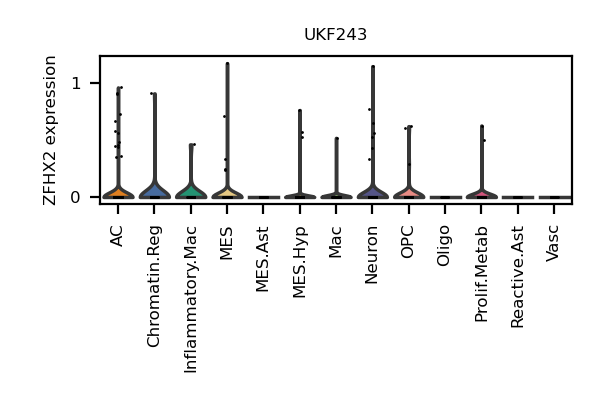 UKF243
ZFHX2 expression
1
0
AC
Chromatin.Reg
Inflammatory.Mac
MES
MES.Ast
MES.Hyp
Mac
Neuron
OPC
Oligo
Prolif.Metab
Reactive.Ast
Vasc